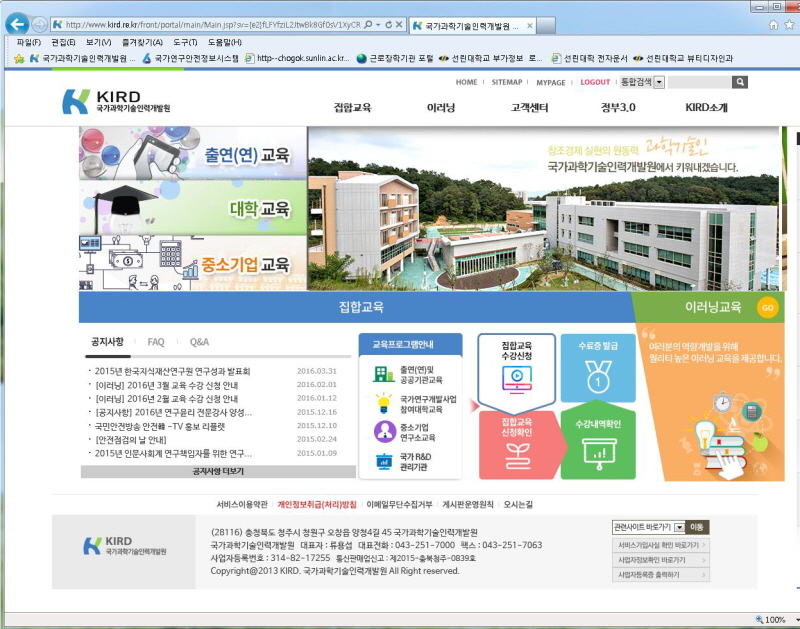 http://www.kird.re.kr/front/portal/main/Main.jsp?sv=
국가과학기술인력개발원 ...
파일(F) 편집(E) 보기(V) 즐겨찾기(A) 도구(T) 도움말(H)
국가과학기술인력개발원 ... 국가연구안전정보시스템 http--chogok.sunlin.ac.kr... 근로장학기관 포털 선린대학교 부가정보 로... 선린대학 전자문서 선린대학교 뷰티디자인과
HOME SITEMAP MYPAGE LOGOUT 통합검색
KIRD
국가과학기술인력개발원
집합교육 이러닝 고객센터 정부3.0 KIRD소개
출연(연) 교육
대학 교육
중소기업 교육
창조경제 실현의 원동력 과학기술인
국가과학기술인력개발원에서 키워내겠습니다.
집합교육
이러닝교육 GO
공지사항 FAQ Q&A
2015년 한국지식재산연구원 연구성과 발표회 2016.03.31
[이러닝] 2016년 3월 교육 수강 신청 안내 2016.02.01
[이러닝] 2016년 2월 교육 수강 신청 안내 2016.01.12
[공지사항] 2016년 연구윤리 전문강사 양성... 2015.12.16
국민안전방송 안전韓 -TV 홍보 리플렛 2015.12.10
[안전점검의 날 안내] 2015.02.24
2015년 인문사회계 연구책임자를 위한 연구... 2015.01.09
공지사항 더보기
교육프로그램안내
출연(연)및
공공기관교육
국가연구개발사업
참여대학교육
중소기업
연구소교육
국가 R&D
관리기관
집합교육
수강신청
수료증 발급
집합교육
신청확인
수강내역확인
여러분의 역량개발을 위해
퀄리티 높은 이러닝 교육을 제공합니다.
서비스이용약관 개인정보취급(처리)방침 이메일무단수집거부 게시판운영원칙 오시는길
KIRD
국가과학기술인력개발원
(28116) 충청북도 청주시 청원구 오창읍 양청4길 45 국가과학기술인력개발원
국가과학기술인력개발원 대표자 : 류용섭 대표전화 : 043-251-7000 팩스 : 043-251-7063
사업자등록번호 : 314-82-17255 통신판매업신고 : 제2015-충북청주-0839호
Copyright@2013 KIRD. 국가과학기술인력개발원 All Right reserved.
관련사이트 바로가기 이동
서비스가입사실 확인 바로가기 >
사업자정보확인 바로가기 >
사업자등록증 출력하기 >
100%